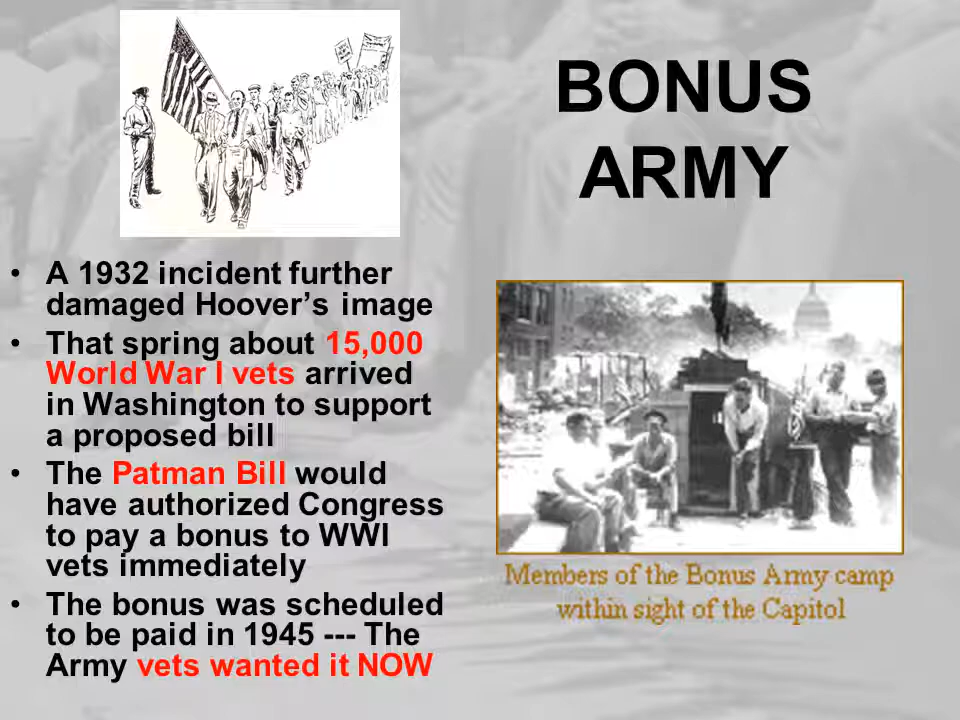 BONUS
ARMY
• A 1932 incident further
damaged Hoover’s image
• That spring about 15,000
World War I vets arrived
in Washington to support
a proposed bill
• The Patman Bill would
have authorized Congress
to pay a bonus to WWI
vets immediately
• The bonus was scheduled
to be paid in 1945 --- The
Army vets wanted it NOW
Members of the Bonus Army camp
within sight of the Capitol